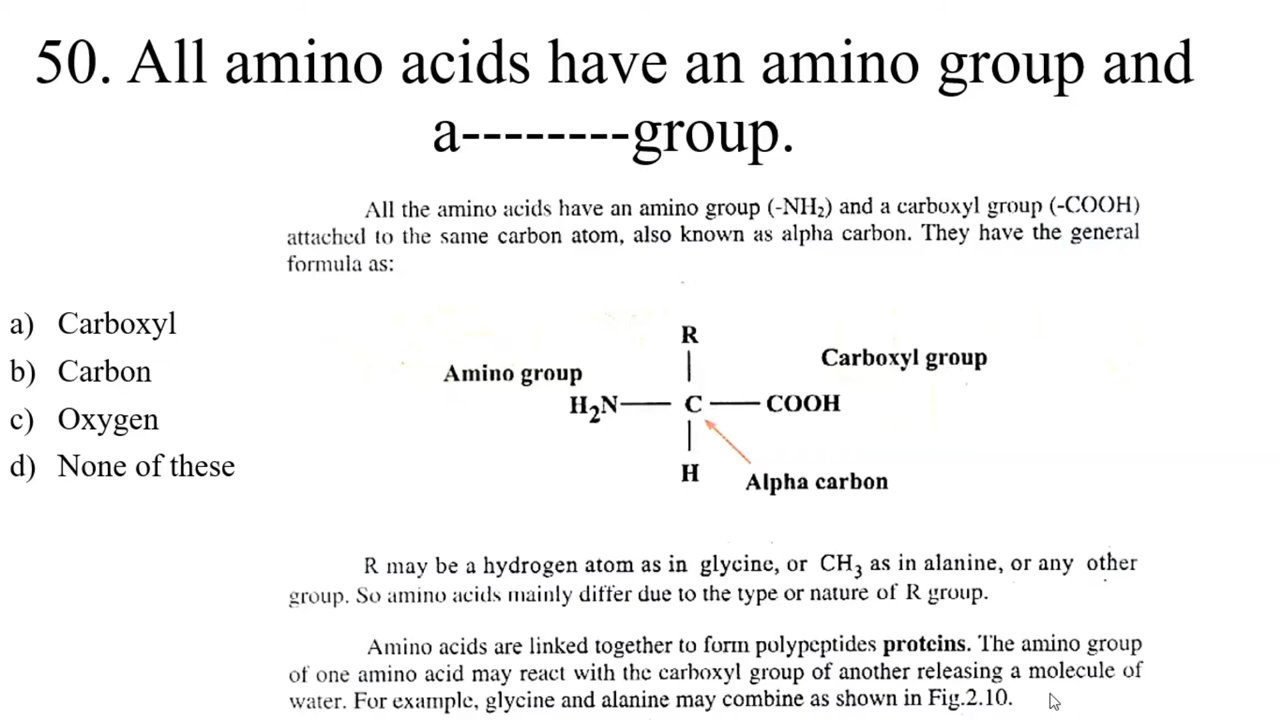 50. All amino acids have an amino group and
a--------group.
All the amino acids have an amino group (-NH₂) and a carboxyl group (-COOH)
attached to the same carbon atom, also known as alpha carbon. They have the general
formula as:
a) Carboxyl
b) Carbon
c) Oxygen
d) None of these
R
Amino group
Carboxyl group
H₂N
C
COOH
H
Alpha carbon
R may be a hydrogen atom as in glycine, or CH₃ as in alanine, or any other
group. So amino acids mainly differ due to the type or nature of R group.
Amino acids are linked together to form polypeptides proteins. The amino group
of one amino acid may react with the carboxyl group of another releasing a molecule of
water. For example, glycine and alanine may combine as shown in Fig.2.10.